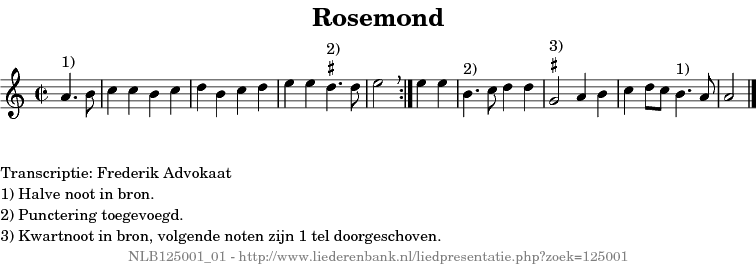 Rosemond
1) 2) 2) 3) 1)
Transcriptie: Frederik Advokaat
1) Halve noot in bron.
2) Punctering toegevoegd.
3) Kwartnoot in bron, volgende noten zijn 1 tel doorgeschoven.
NLB125001_01 - http://www.liederenbank.nl/liedpresentatie.php?zoek=125001